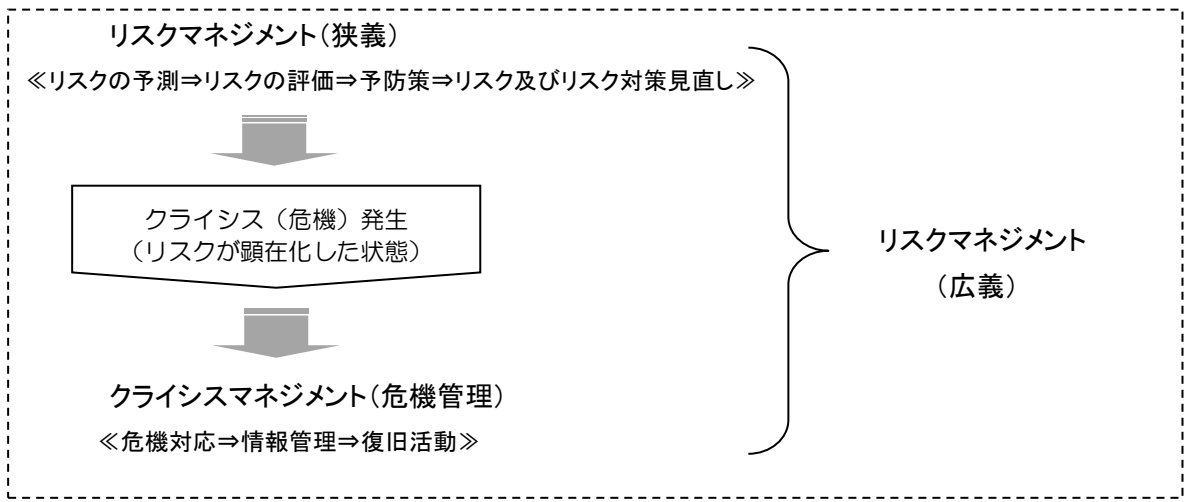 リスクマネジメント（狭義）
≪リスクの予測⇒リスクの評価⇒予防策⇒リスク及びリスク対策見直し≫
クライシス（危機）発生
（リスクが顕在化した状態）
リスクマネジメント
（広義）
クライシスマネジメント（危機管理）
≪危機対応⇒情報管理⇒復旧活動≫